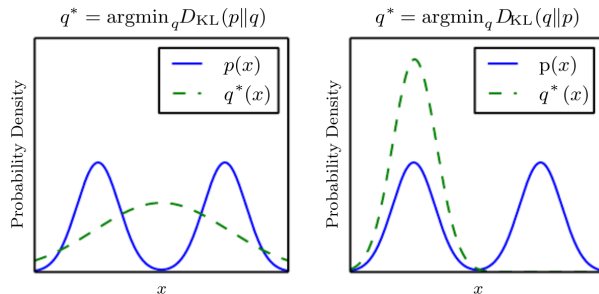 q* = argmin_q D_KL(p‖q)
p(x)
q*(x)
Probability Density
x
q* = argmin_q D_KL(q‖p)
p(x)
q*(x)
Probability Density
x